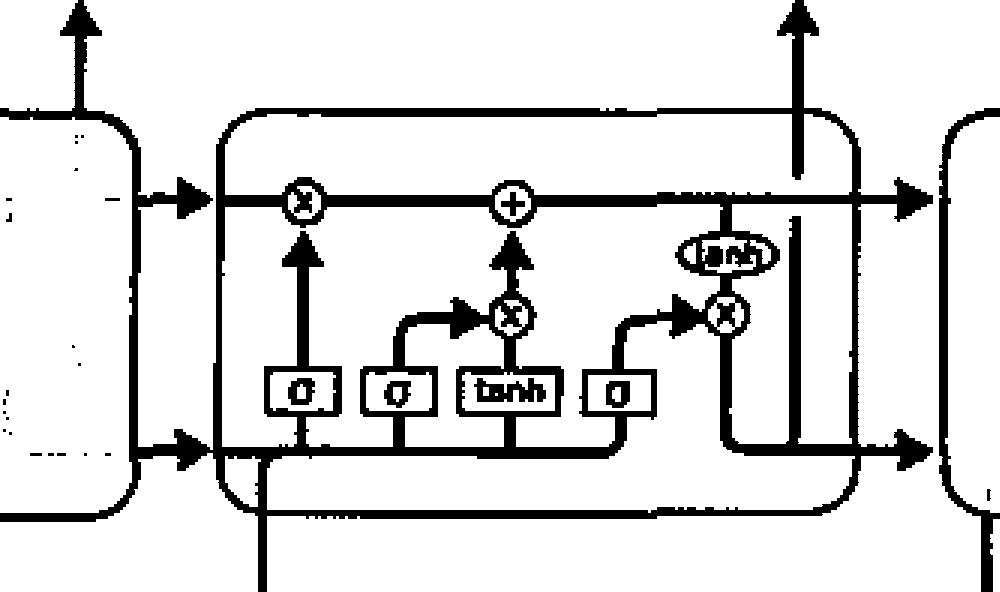 × +
tanh
× ×
σ σ tanh σ